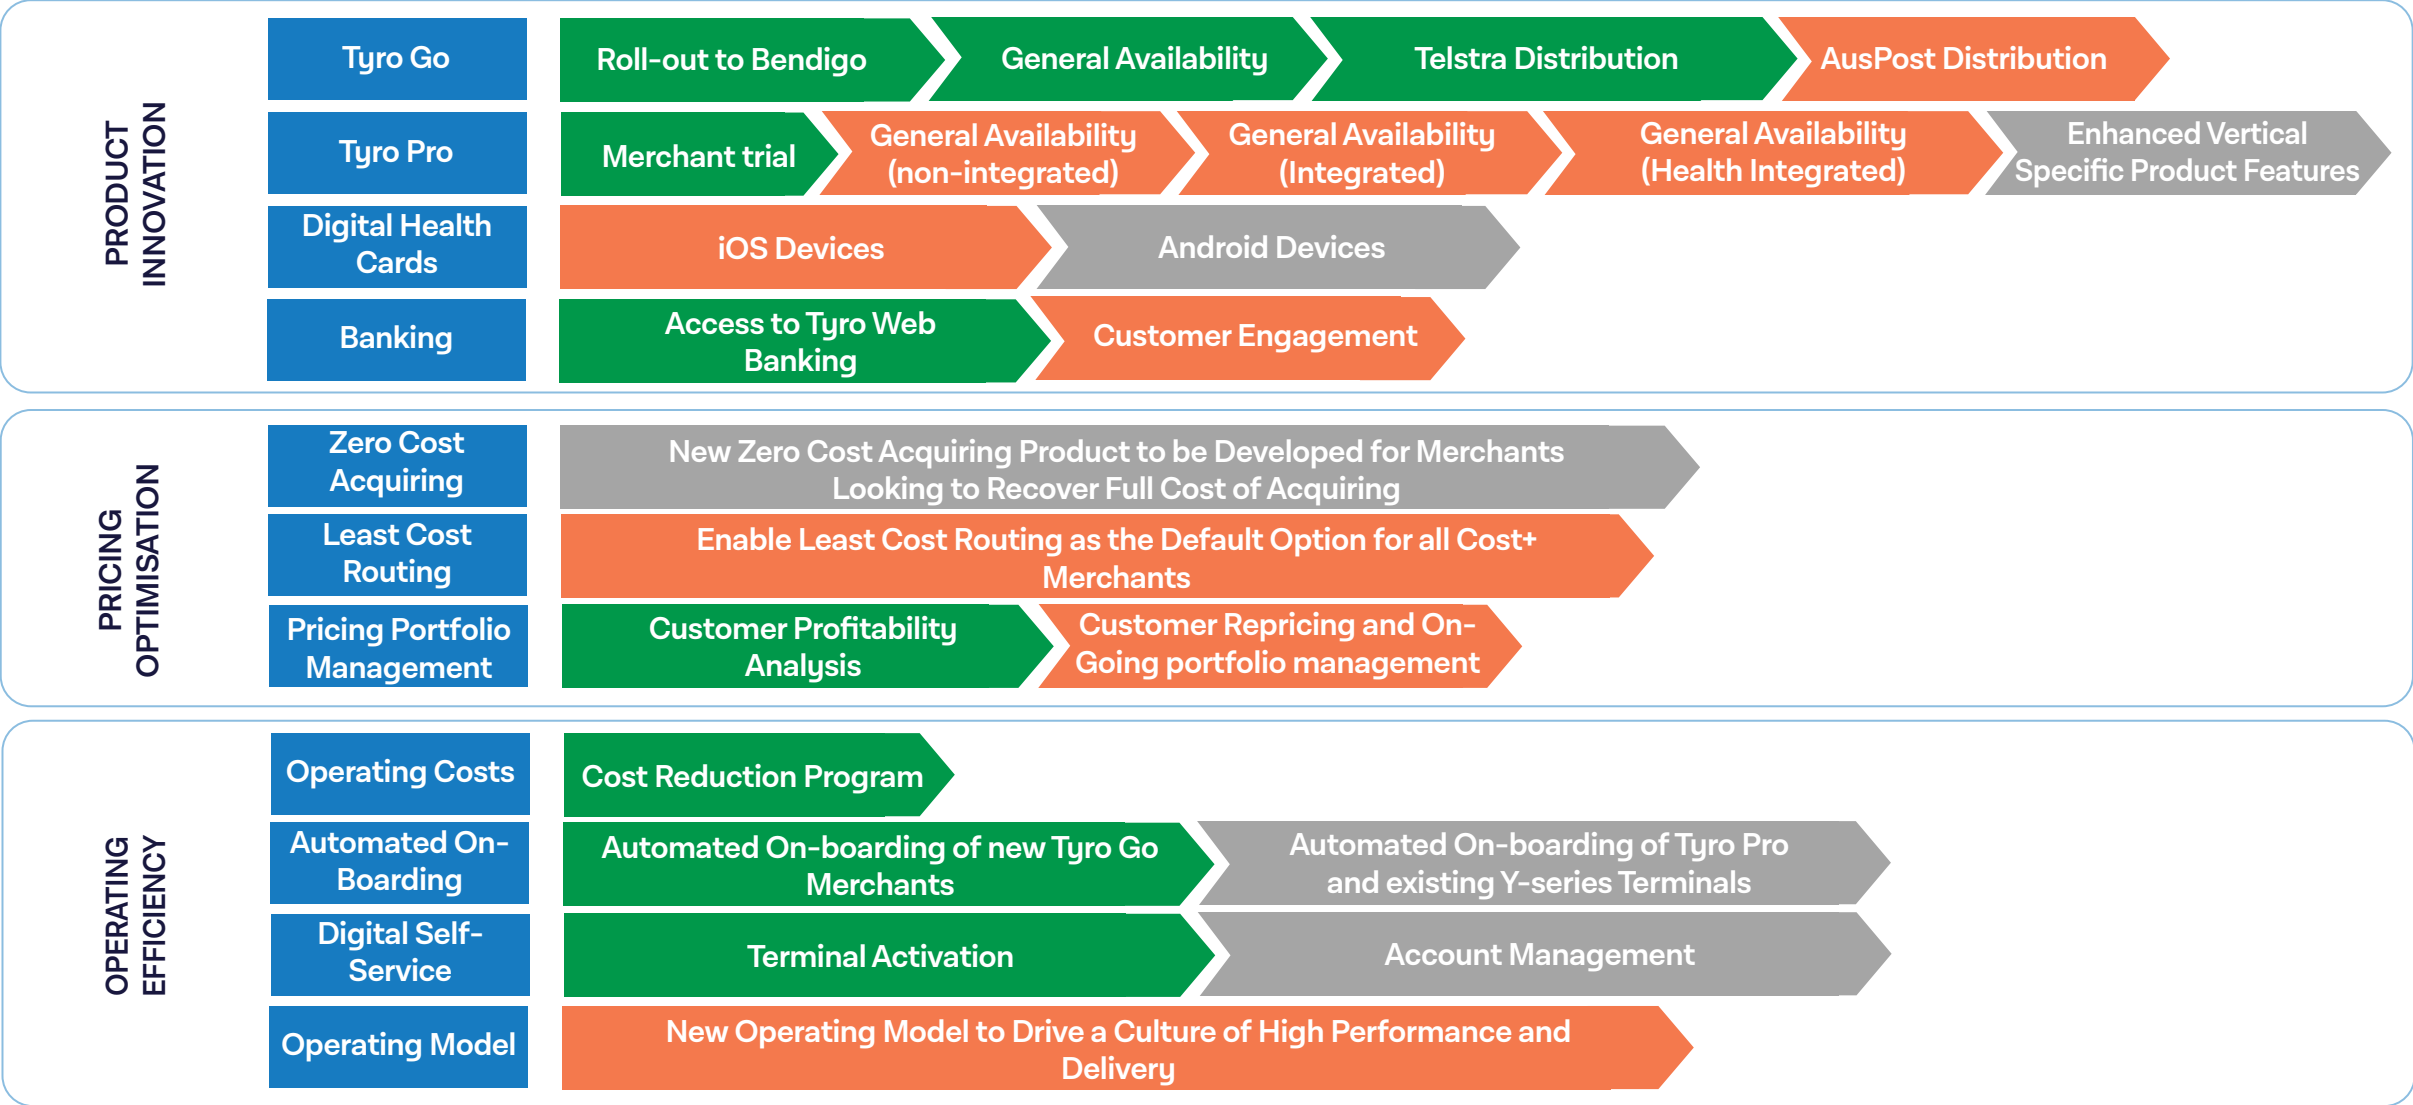 PRODUCT
INNOVATION
Tyro Go
Roll-out to Bendigo
General Availability
Telstra Distribution
AusPost Distribution
Tyro Pro
Merchant trial
General Availability
(non-integrated)
General Availability
(Integrated)
General Availability
(Health Integrated)
Enhanced Vertical
Specific Product Features
Digital Health
Cards
iOS Devices
Android Devices
Banking
Access to Tyro Web
Banking
Customer Engagement
PRICING
OPTIMISATION
Zero Cost
Acquiring
New Zero Cost Acquiring Product to be Developed for Merchants
Looking to Recover Full Cost of Acquiring
Least Cost
Routing
Enable Least Cost Routing as the Default Option for all Cost+
Merchants
Pricing Portfolio
Management
Customer Profitability
Analysis
Customer Repricing and On-
Going portfolio management
OPERATING
EFFICIENCY
Operating Costs
Cost Reduction Program
Automated On-
Boarding
Automated On-boarding of new Tyro Go
Merchants
Automated On-boarding of Tyro Pro
and existing Y-series Terminals
Digital Self-
Service
Terminal Activation
Account Management
Operating Model
New Operating Model to Drive a Culture of High Performance and
Delivery